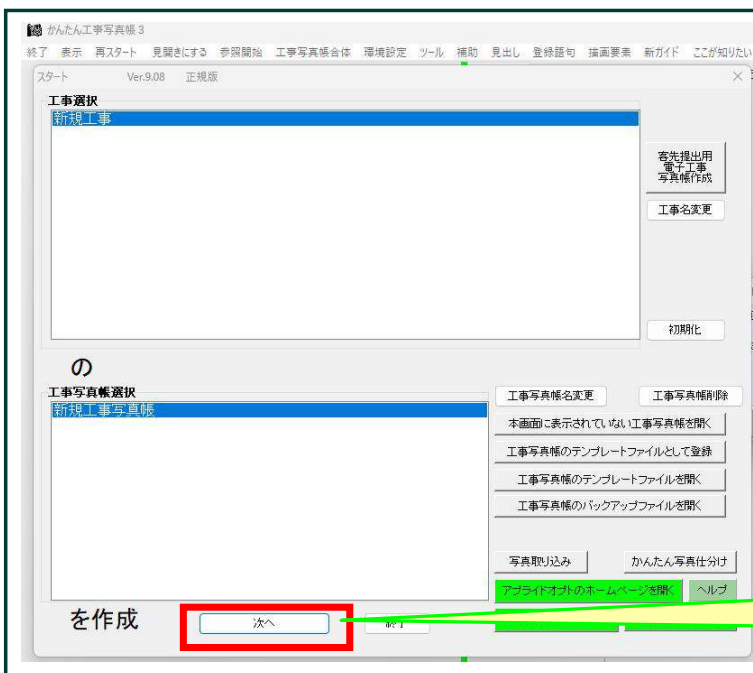 かんたん工事写真帳3
終了 表示 再スタート 見開きにする 参照開始 工事写真帳合体 環境設定 ツール 補助 見出し 登録語句 描画要素 新ガイド ここが知りたい
スタート Ver.9.08 正規版
工事選択
新規工事
客先提出用
電子工事
写真帳作成
工事名変更
初期化
の
工事写真帳選択
新規工事写真帳
工事写真帳名変更 工事写真帳削除
本画面に表示されていない工事写真帳を開く
工事写真帳のテンプレートファイルとして登録
工事写真帳のテンプレートファイルを開く
工事写真帳のバックアップファイルを開く
写真取り込み かんたん写真仕分け
アプライドオプトのホームページを開く ヘルプ
を作成 次へ